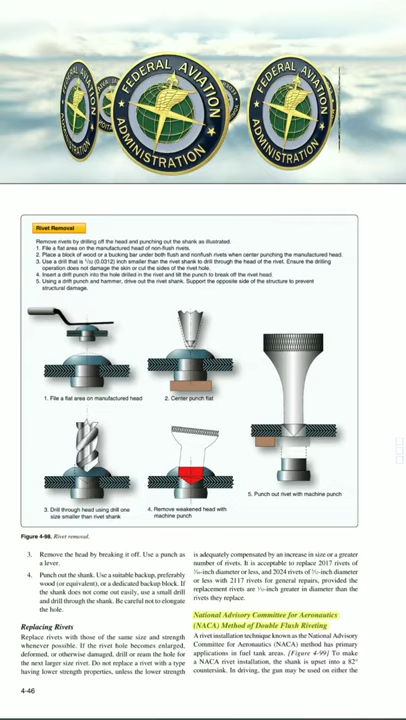 FEDERAL AVIATION
ADMINISTRATION
FEDERAL AVIATION
ADMINISTRATION
FEDERAL AVIATION
ADMINISTRATION
Rivet Removal
Remove rivets by drilling off the head and punching out the shank as illustrated.
1. File a flat area on the manufactured head of non-flush rivets.
2. Place a block of wood or a bucking bar under both flush and nonflush rivets when center punching the manufactured head.
3. Use a drill that is 1/32 (0.0312) inch smaller than the rivet shank to drill through the head of the rivet. Ensure the drilling
operation does not damage the skin or cut the sides of the rivet hole.
4. Insert a drift punch into the hole drilled in the rivet and tilt the punch to break off the rivet head.
5. Using a drift punch and hammer, drive out the rivet shank. Support the opposite side of the structure to prevent
structural damage.
1. File a flat area on manufactured head
2. Center punch flat
3. Drill through head using drill one
size smaller than rivet shank
4. Remove weakened head with
machine punch
5. Punch out rivet with machine punch
Figure 4-98. Rivet removal.
3. Remove the head by breaking it off. Use a punch as
a lever.
4. Punch out the shank. Use a suitable backup, preferably
wood (or equivalent), or a dedicated backup block. If
the shank does not come out easily, use a small drill
and drill through the shank. Be careful not to elongate
the hole.
Replacing Rivets
Replace rivets with those of the same size and strength
whenever possible. If the rivet hole becomes enlarged,
deformed, or otherwise damaged, drill or ream the hole for
the next larger size rivet. Do not replace a rivet with a type
having lower strength properties, unless the lower strength
is adequately compensated by an increase in size or a greater
number of rivets. It is acceptable to replace 2017 rivets of
3/16-inch diameter or less, and 2024 rivets of 5/32-inch diameter
or less with 2117 rivets for general repairs, provided the
replacement rivets are 1/32-inch greater in diameter than the
rivets they replace.
National Advisory Committee for Aeronautics
(NACA) Method of Double Flush Riveting
A rivet installation technique known as the National Advisory
Committee for Aeronautics (NACA) method has primary
applications in fuel tank areas. [Figure 4-99] To make
a NACA rivet installation, the shank is upset into a 82°
countersink. In driving, the gun may be used on either the
4-46